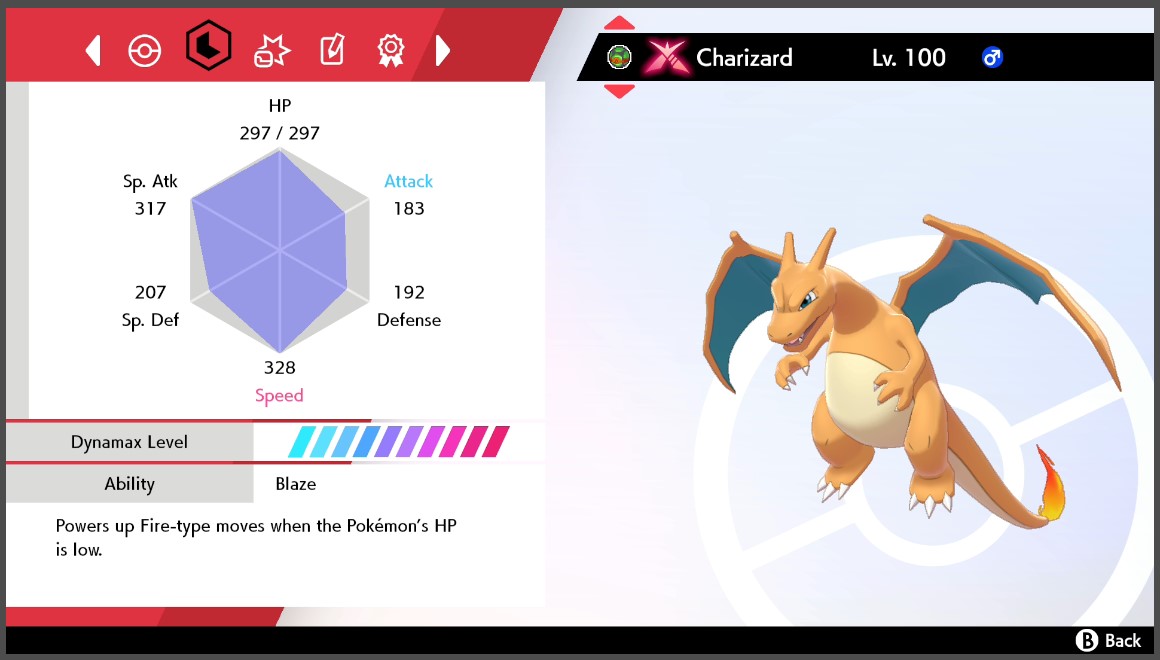 Charizard Lv. 100 ♂
HP
297 / 297
Sp. Atk
317
Attack
183
207
Sp. Def
192
Defense
328
Speed
Dynamax Level
Ability Blaze
Powers up Fire-type moves when the Pokémon's HP
is low.
B Back